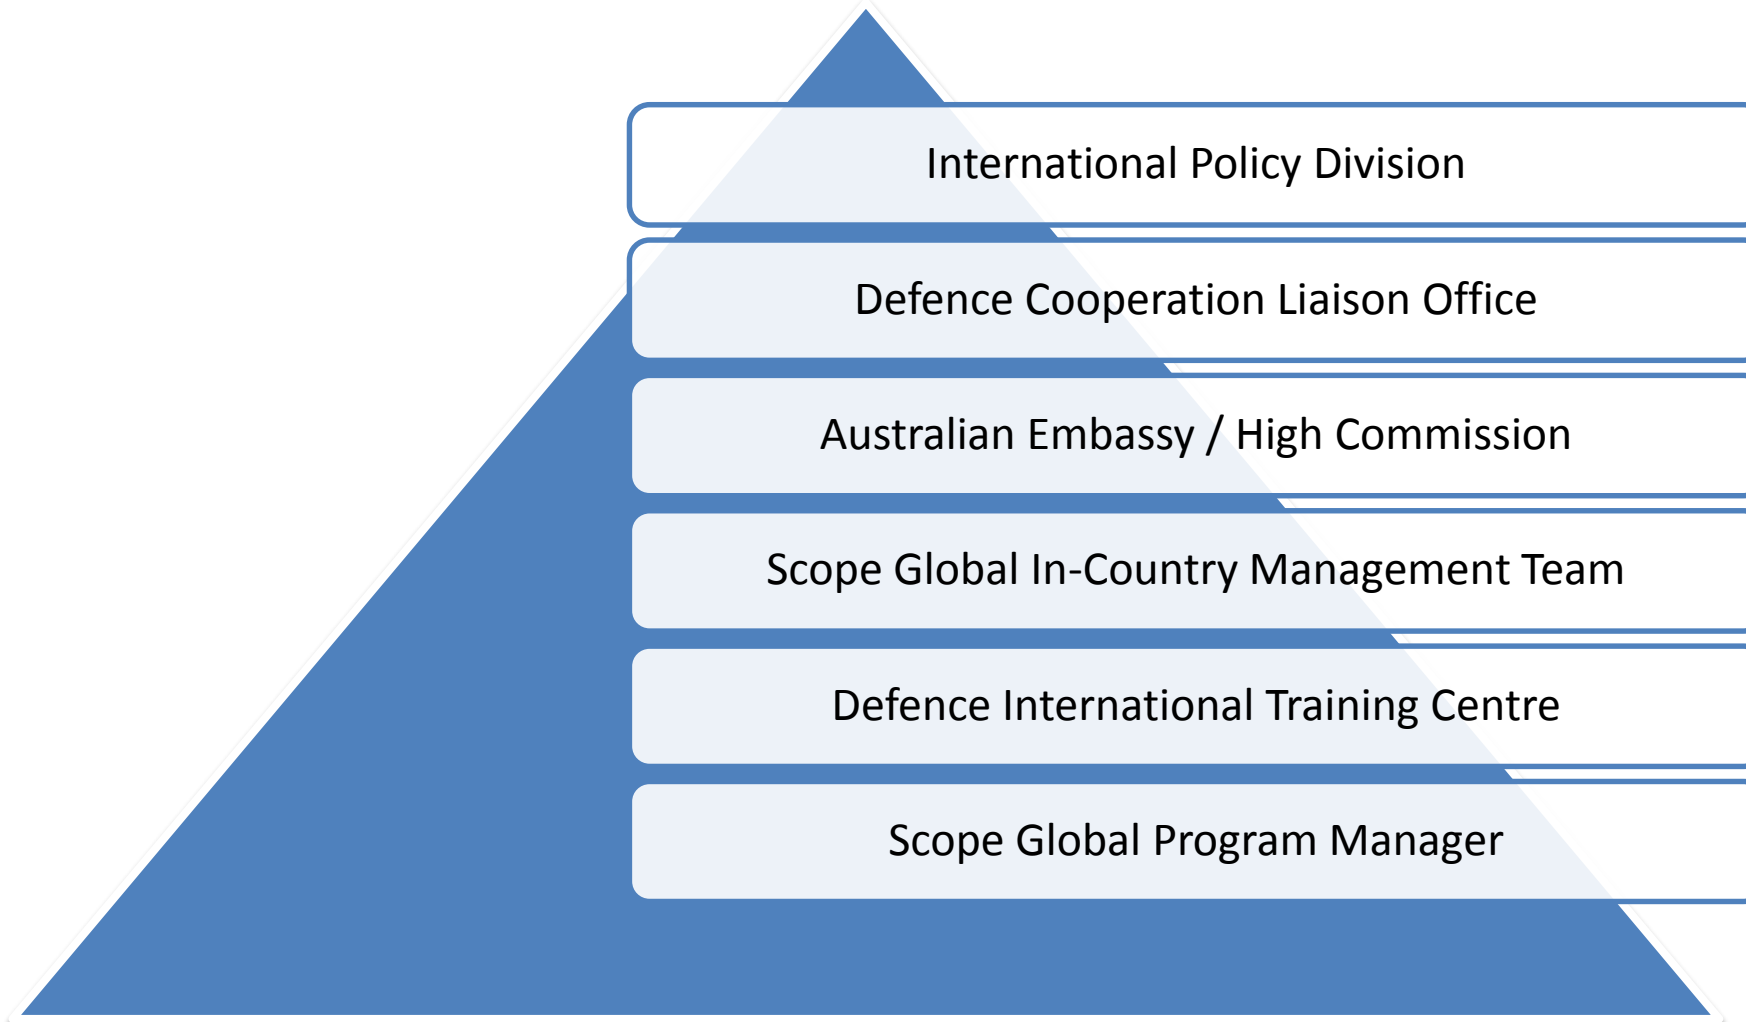 International Policy Division
Defence Cooperation Liaison Office
Australian Embassy / High Commission
Scope Global In-Country Management Team
Defence International Training Centre
Scope Global Program Manager